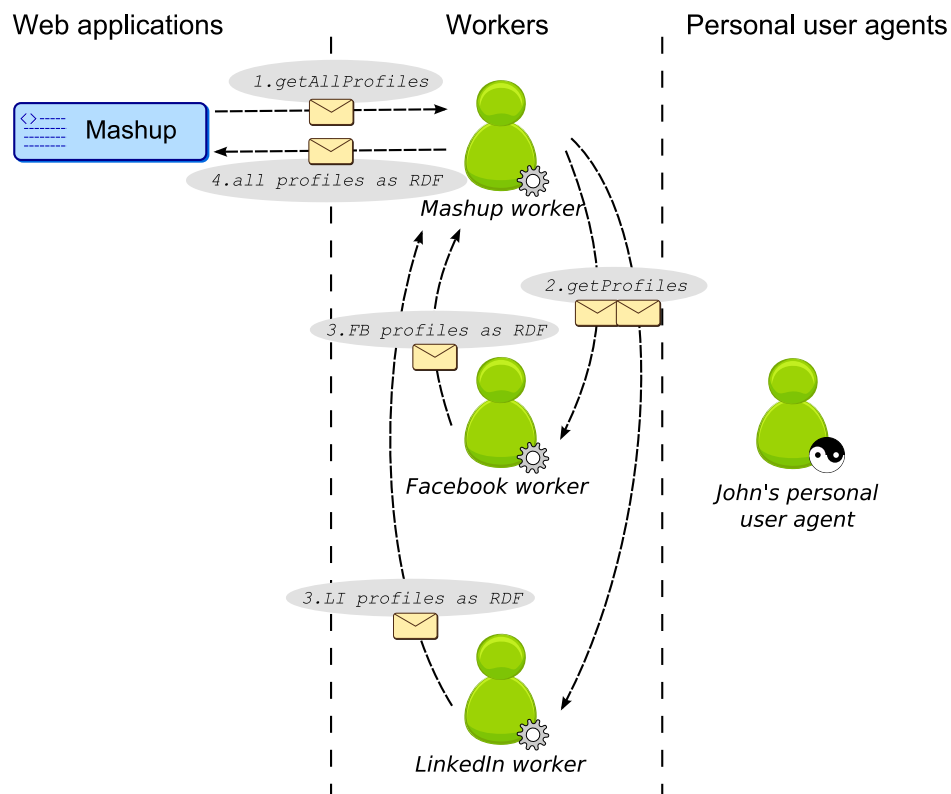 Web applications
Workers
Personal user agents
1.getAllProfiles
<> Mashup
4.all profiles as RDF
Mashup worker
2.getProfiles
3.FB profiles as RDF
Facebook worker
John's personal
user agent
3.LI profiles as RDF
LinkedIn worker